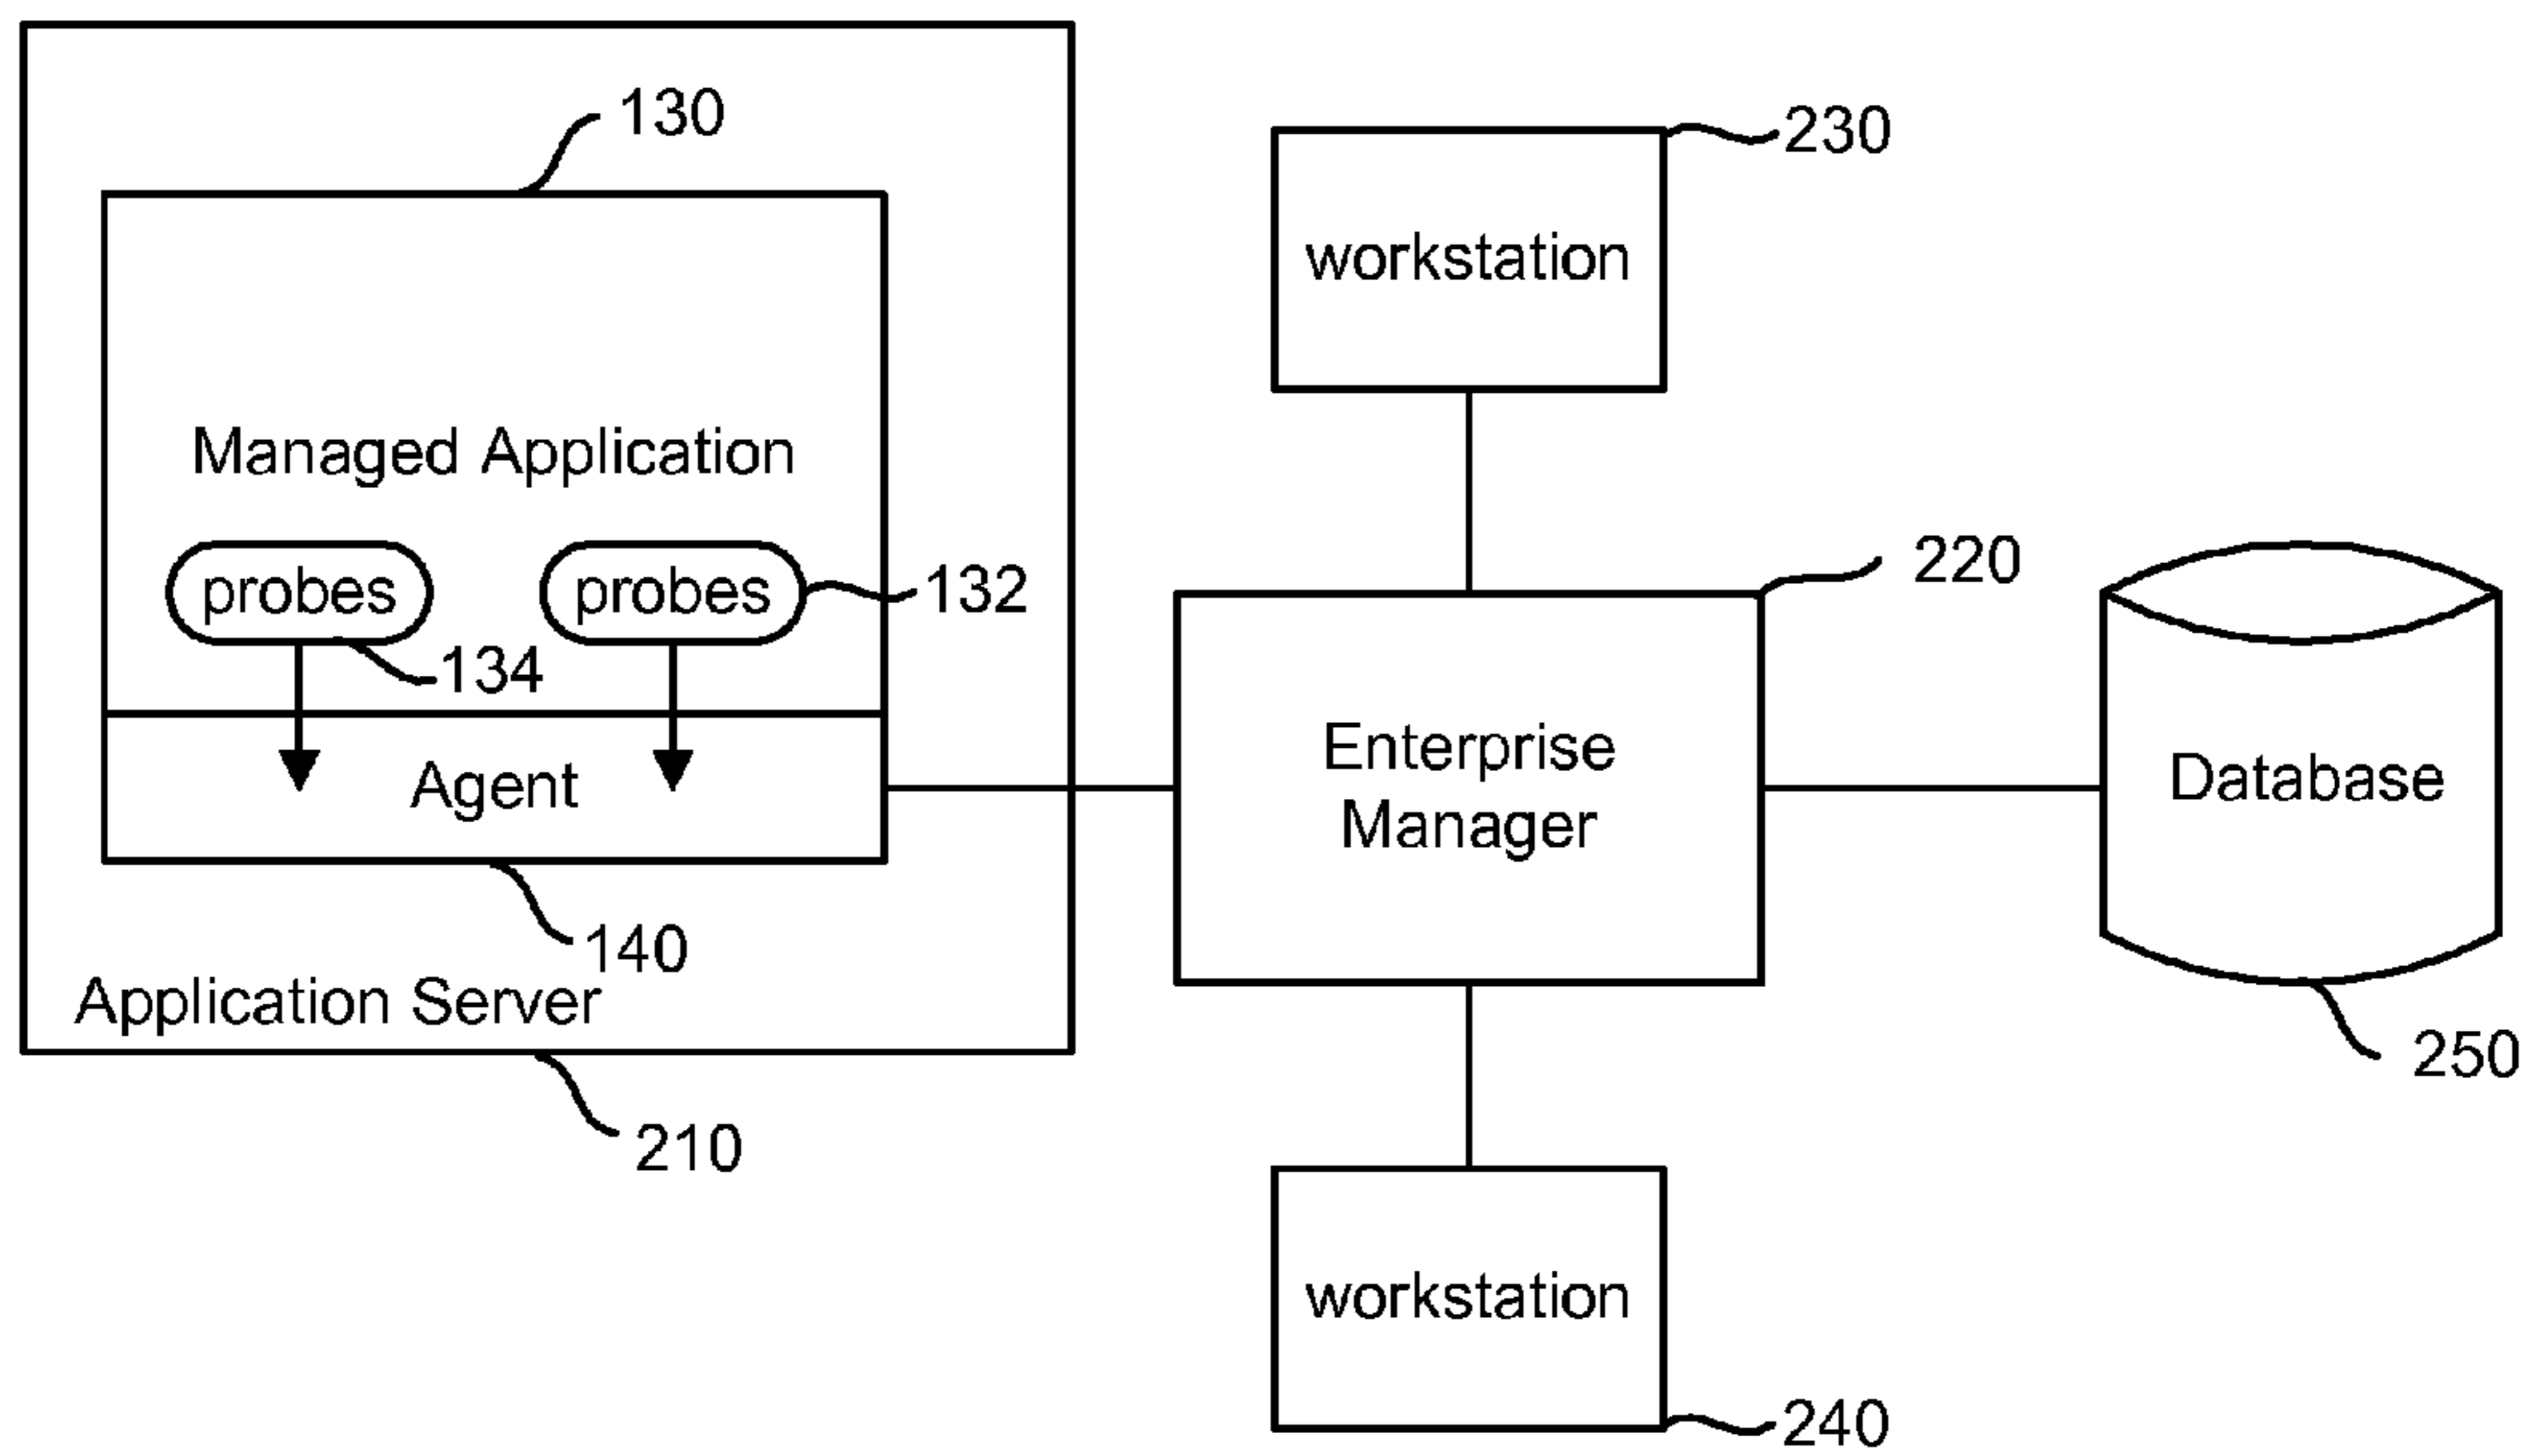 130
230
workstation
Managed Application
220
probes
probes
132
134
Enterprise
Manager
Database
Agent
140
Application Server
250
210
workstation
240